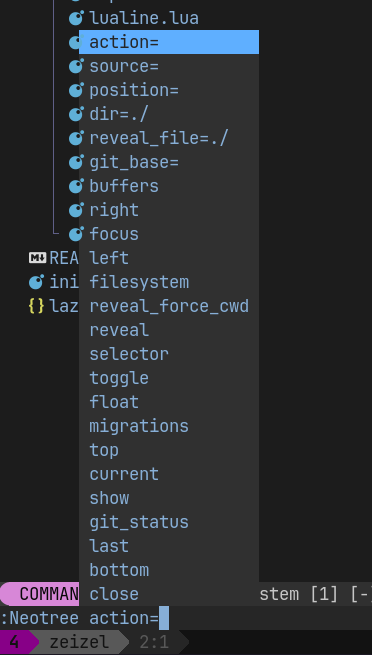 lualine.lua
action=
source=
position=
dir=./
reveal_file=./
git_base=
buffers
right
focus
REA left
ini filesystem
{} laz reveal_force_cwd
reveal
selector
toggle
float
migrations
top
current
show
git_status
last
bottom
close
COMMAN stem [1] [-
:Neotree action=
4 zeizel 2:1